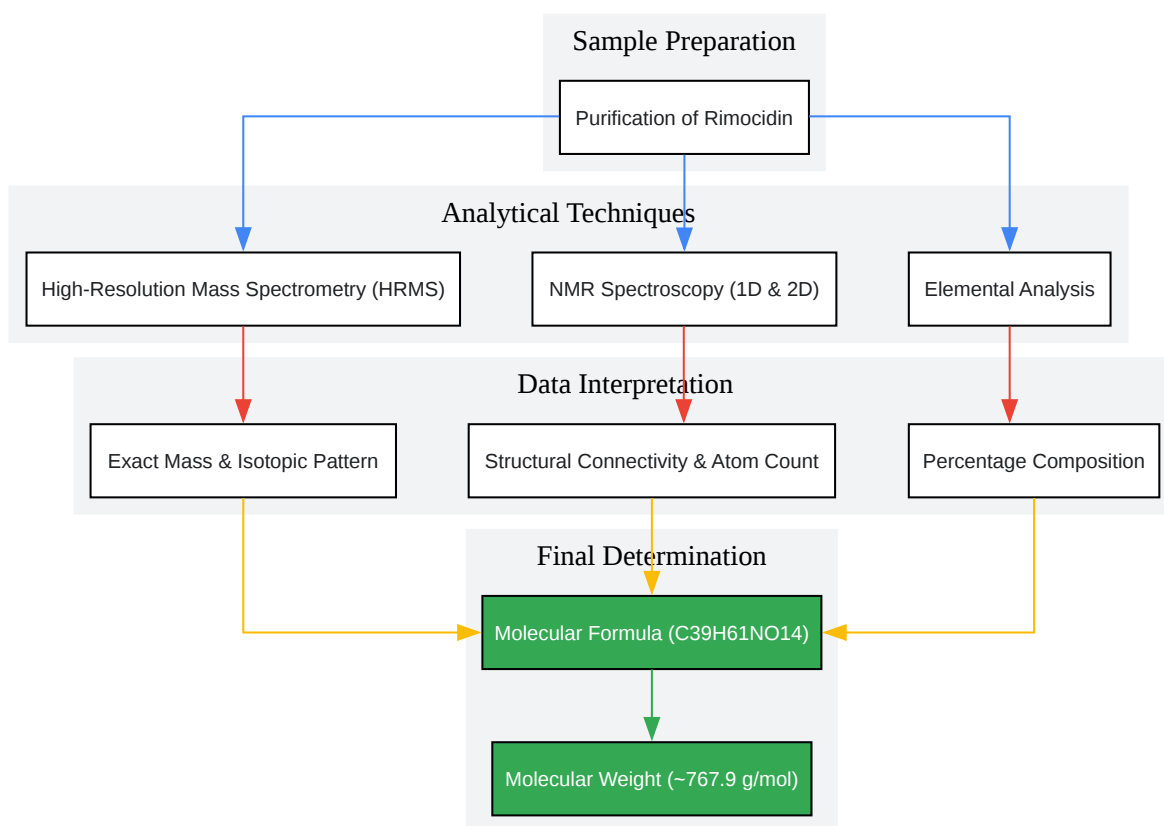 Sample Preparation
Purification of Rimocidin
Analytical Techniques
High-Resolution Mass Spectrometry (HRMS)
NMR Spectroscopy (1D & 2D)
Elemental Analysis
Data Interpretation
Exact Mass & Isotopic Pattern
Structural Connectivity & Atom Count
Percentage Composition
Final Determination
Molecular Formula (C39H61NO14)
Molecular Weight (~767.9 g/mol)